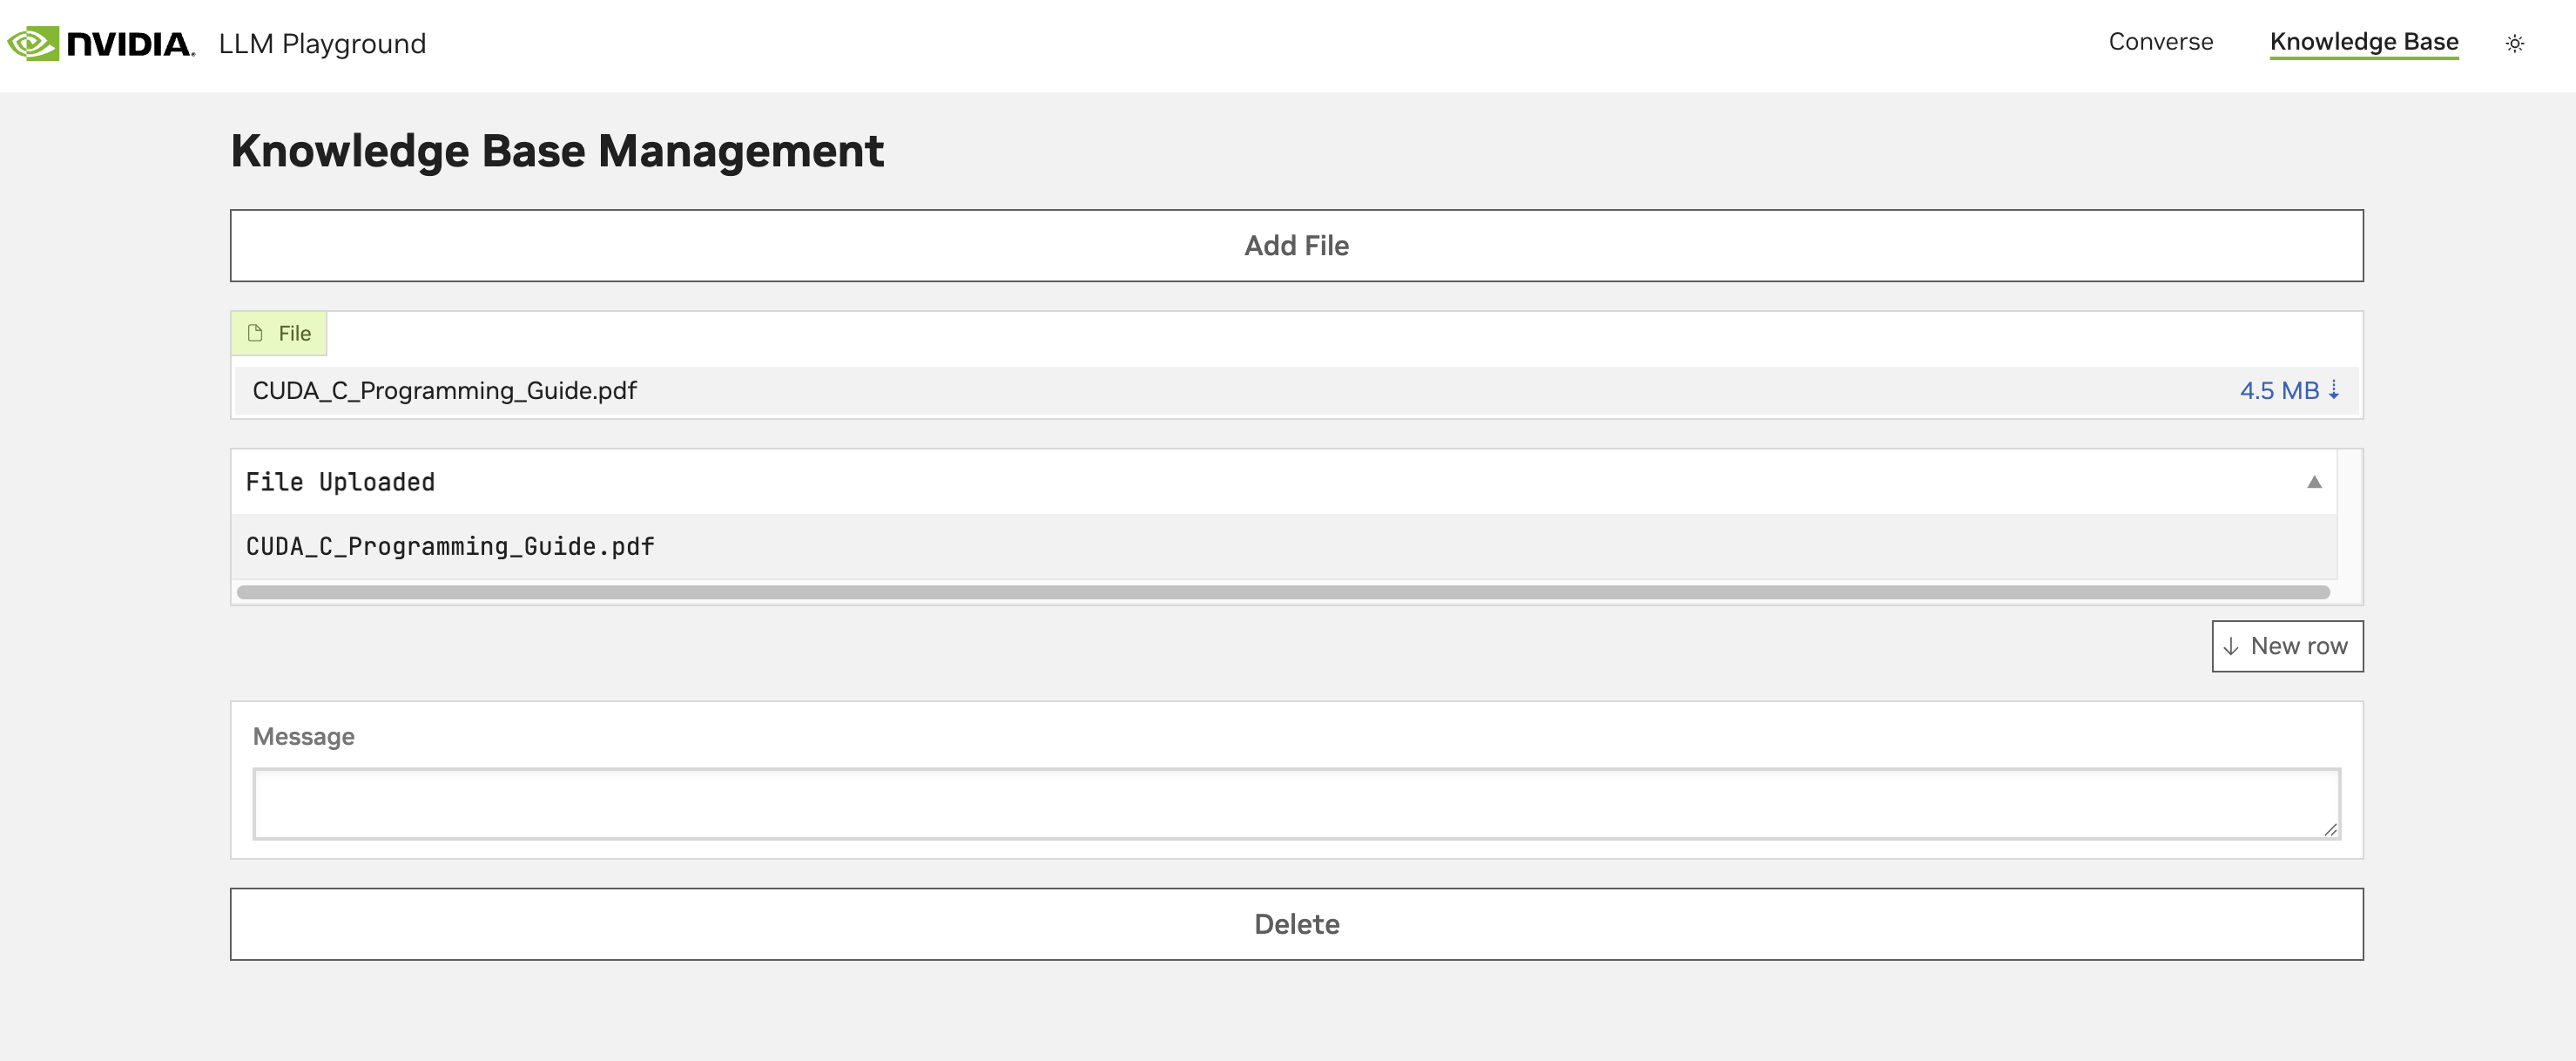 NVIDIA. LLM Playground Converse Knowledge Base
Knowledge Base Management
Add File
File
CUDA_C_Programming_Guide.pdf 4.5 MB ⇣
File Uploaded ▲
CUDA_C_Programming_Guide.pdf
↓ New row
Message
Delete